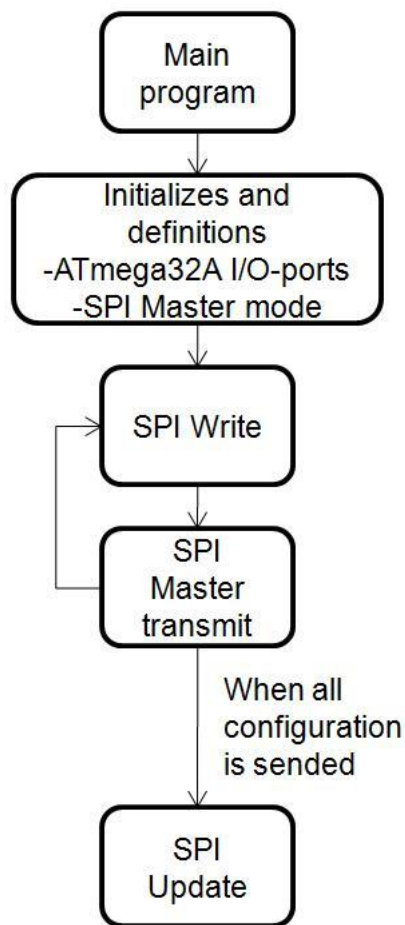 Main
program
Initializes and
definitions
-ATmega32A I/O-ports
-SPI Master mode
SPI Write
SPI
Master
transmit
When all
configuration
is sended
SPI
Update